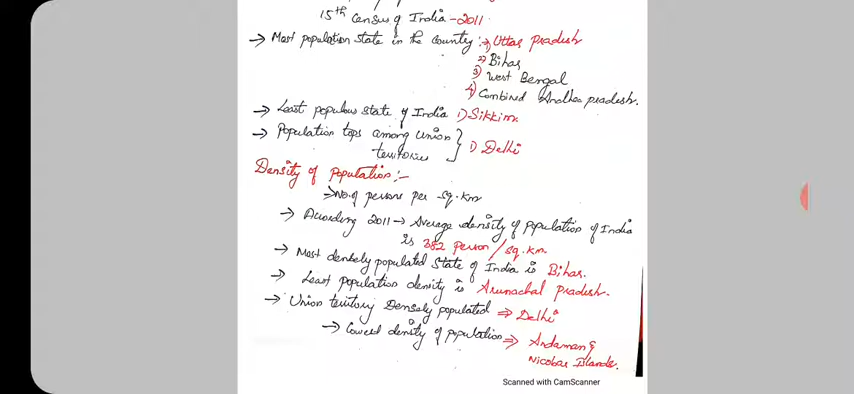 15th Census of India - 2011
→ Most population state in the country :→ 1) Uttar Pradesh
2) Bihar
3) West Bengal
4) Combined Andhra pradesh.
→ Least populous state of India 1) Sikkim.
→ Population tops among union territories } 1) Delhi
Density of population :-
→ No. of persons per sq. km
→ According 2011 → Average density of population of India
is 382 person / sq. km.
→ Most densely populated state of India is Bihar.
→ Least population density is Arunachal Pradesh.
→ Union territory Densely populated ⇒ Delhi
→ Lowest density of population ⇒ Andaman &
Nicobar Islands.
Scanned with CamScanner